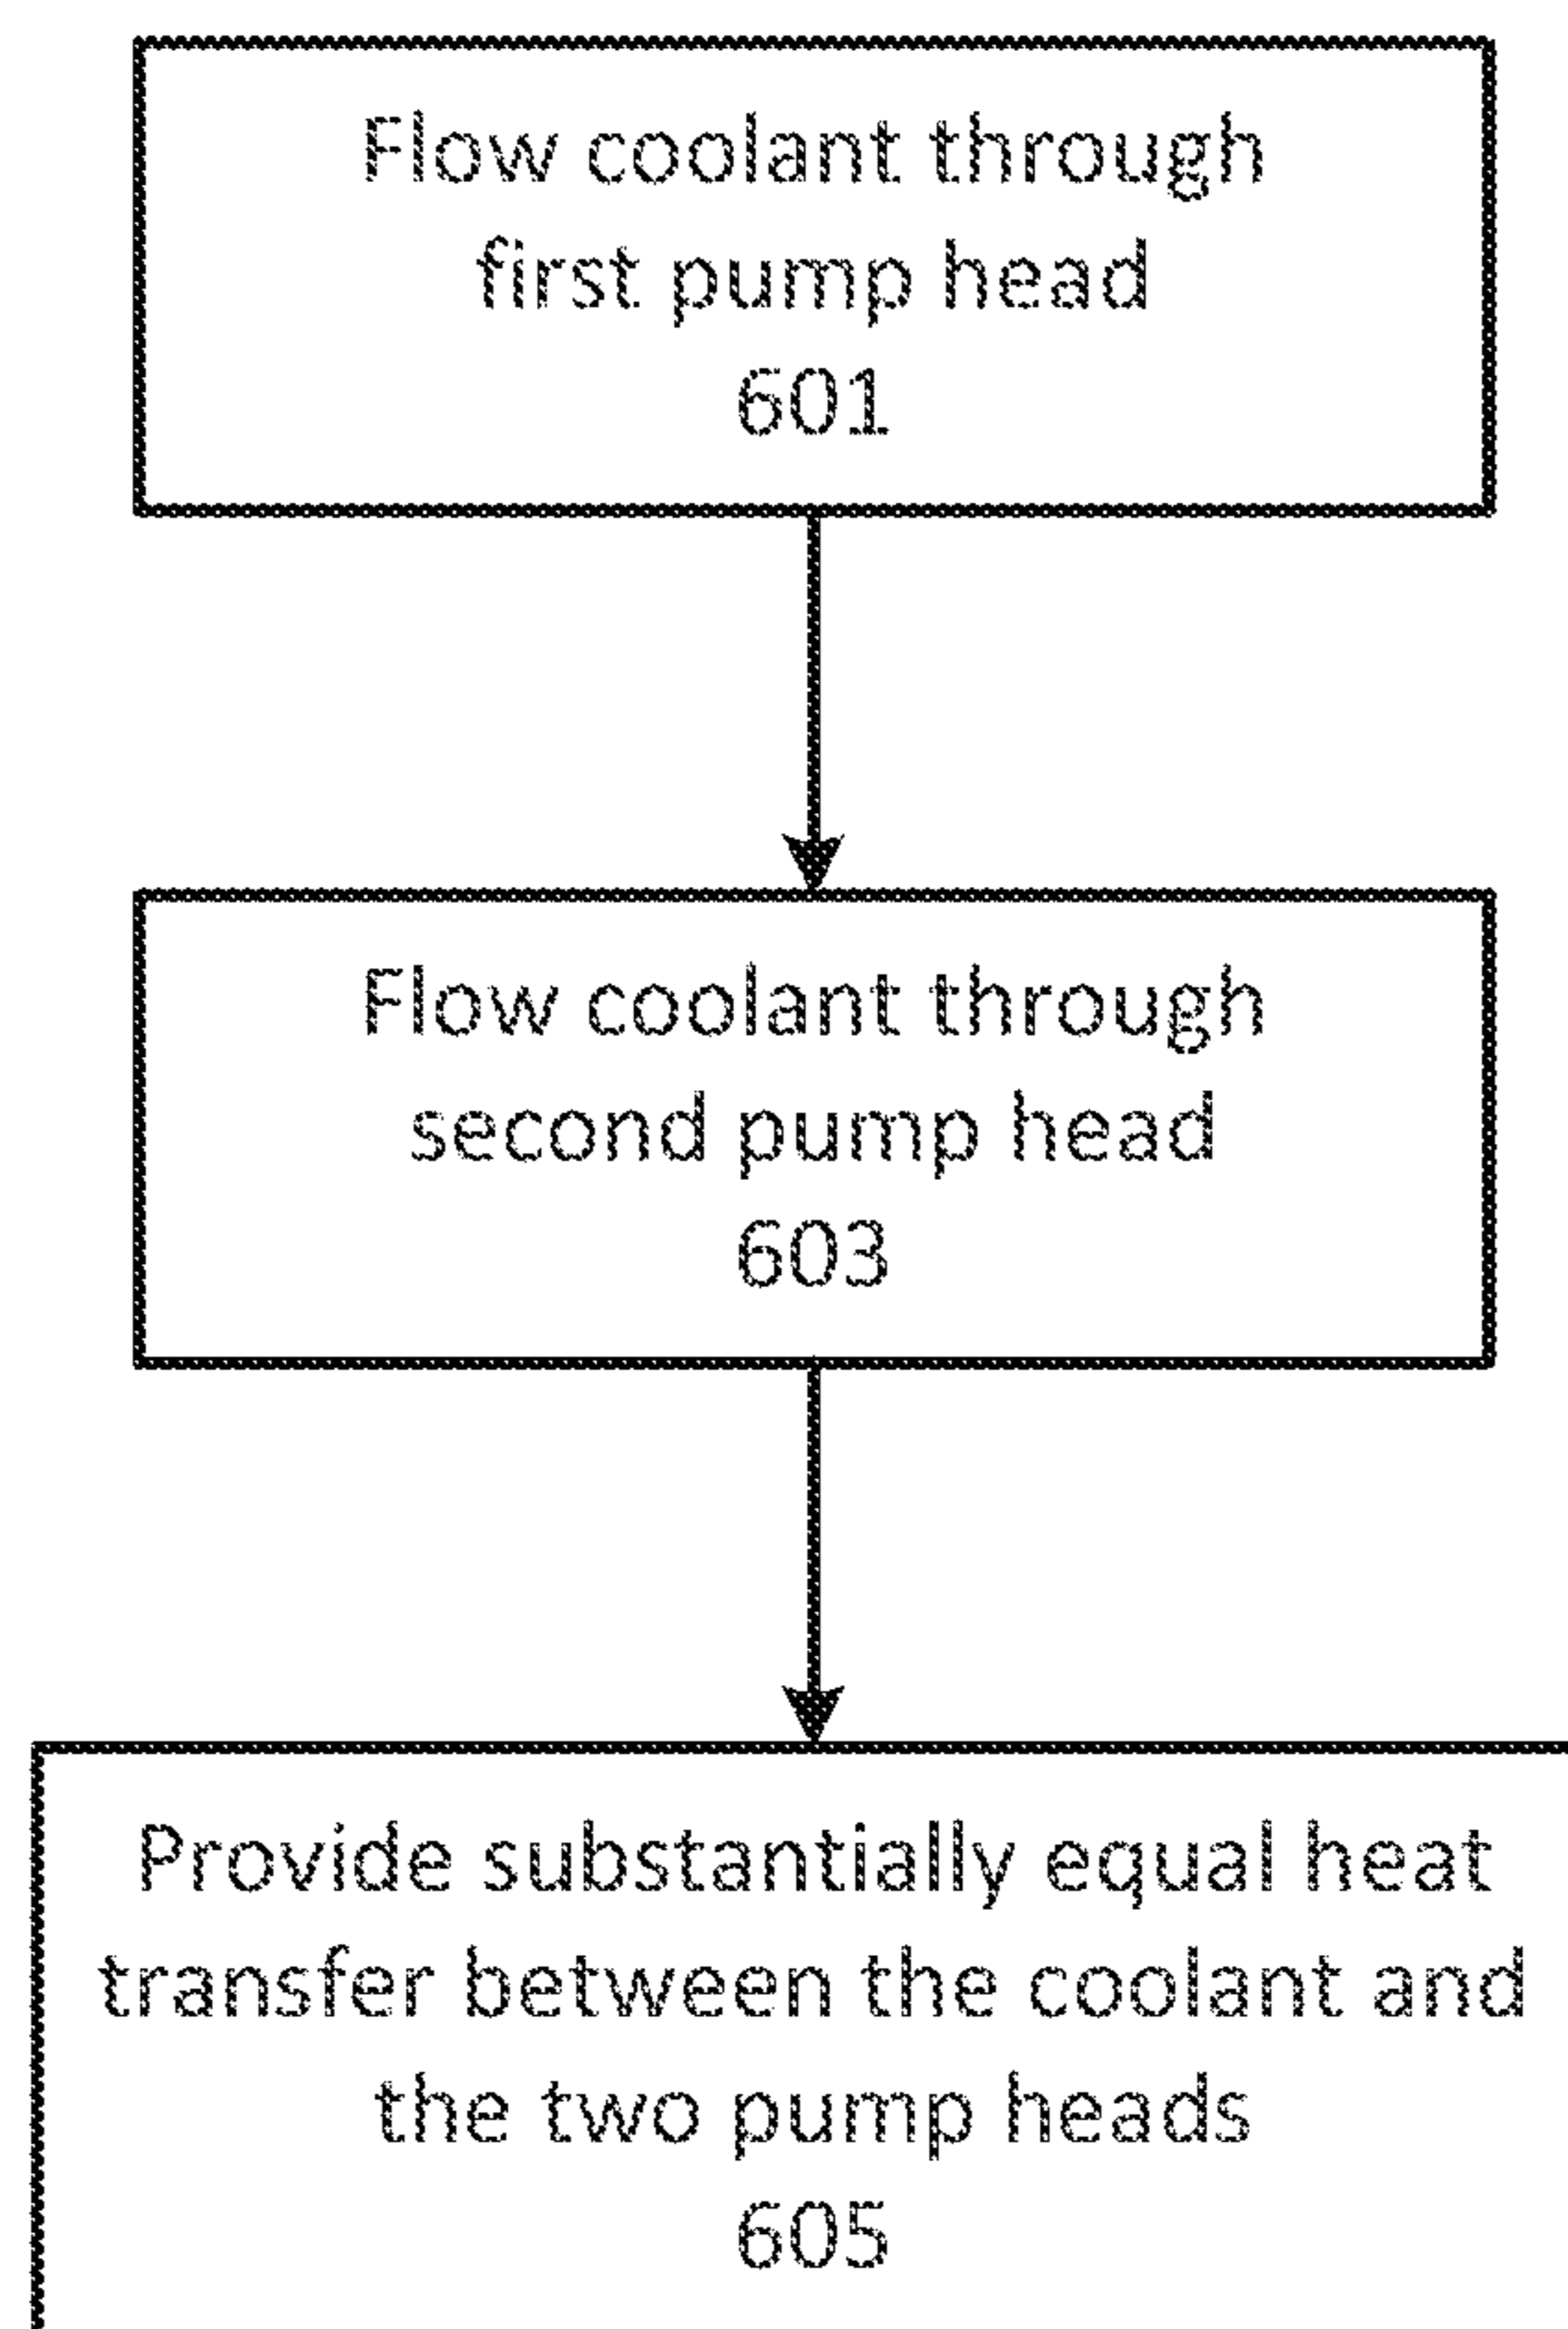 Flow coolant through
first pump head
601
Flow coolant through
second pump head
603
Provide substantially equal heat
transfer between the coolant and
the two pump heads
605